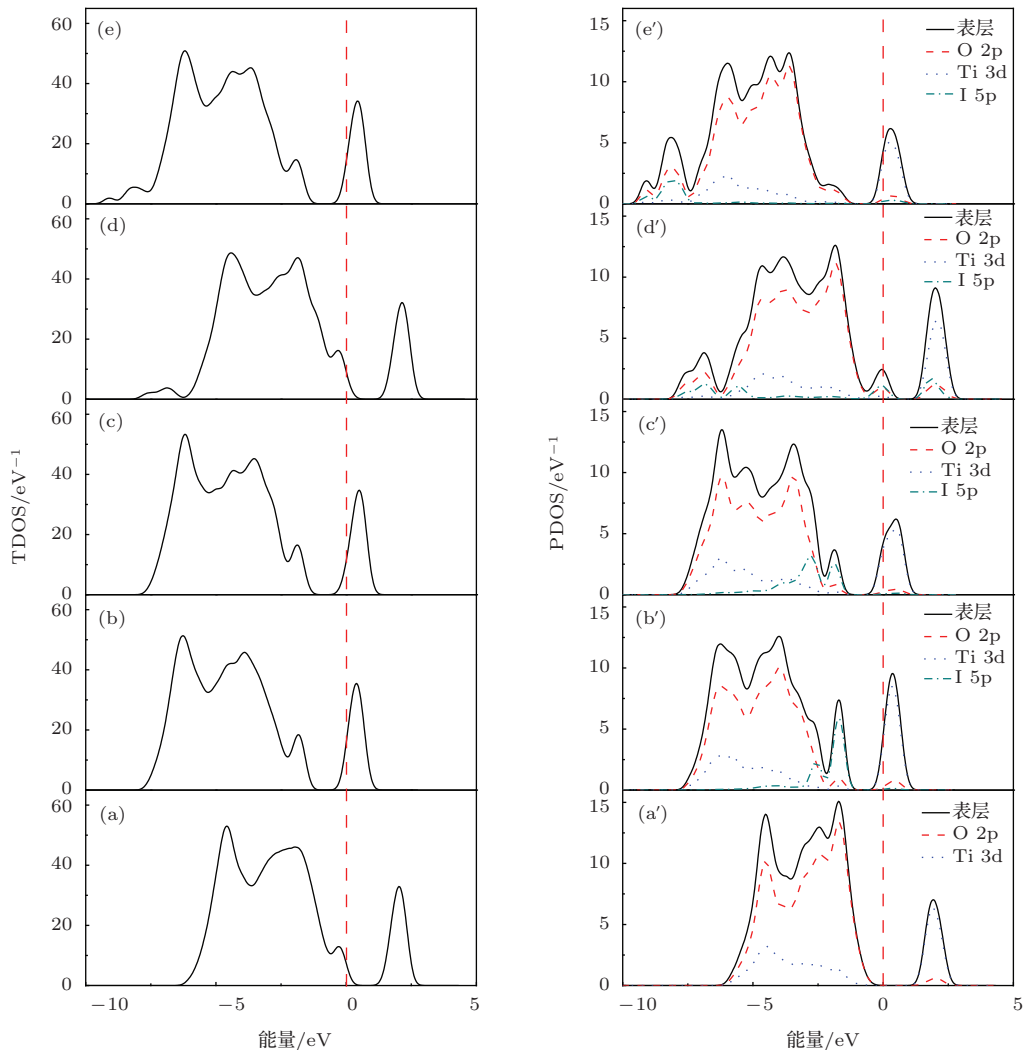 TDOS/eV−1
60
40
20
0
(e)
60
40
20
0
(d)
60
40
20
0
(c)
60
40
20
0
(b)
60
40
20
0
(a)
−10
−5
0
5
能量/eV
PDOS/eV−1
15
10
5
0
(e′)
表层
O 2p
Ti 3d
I 5p
15
10
5
0
(d′)
表层
O 2p
Ti 3d
I 5p
15
10
5
0
(c′)
表层
O 2p
Ti 3d
I 5p
15
10
5
0
(b′)
表层
O 2p
Ti 3d
I 5p
15
10
5
0
(a′)
表层
O 2p
Ti 3d
−10
−5
0
5
能量/eV